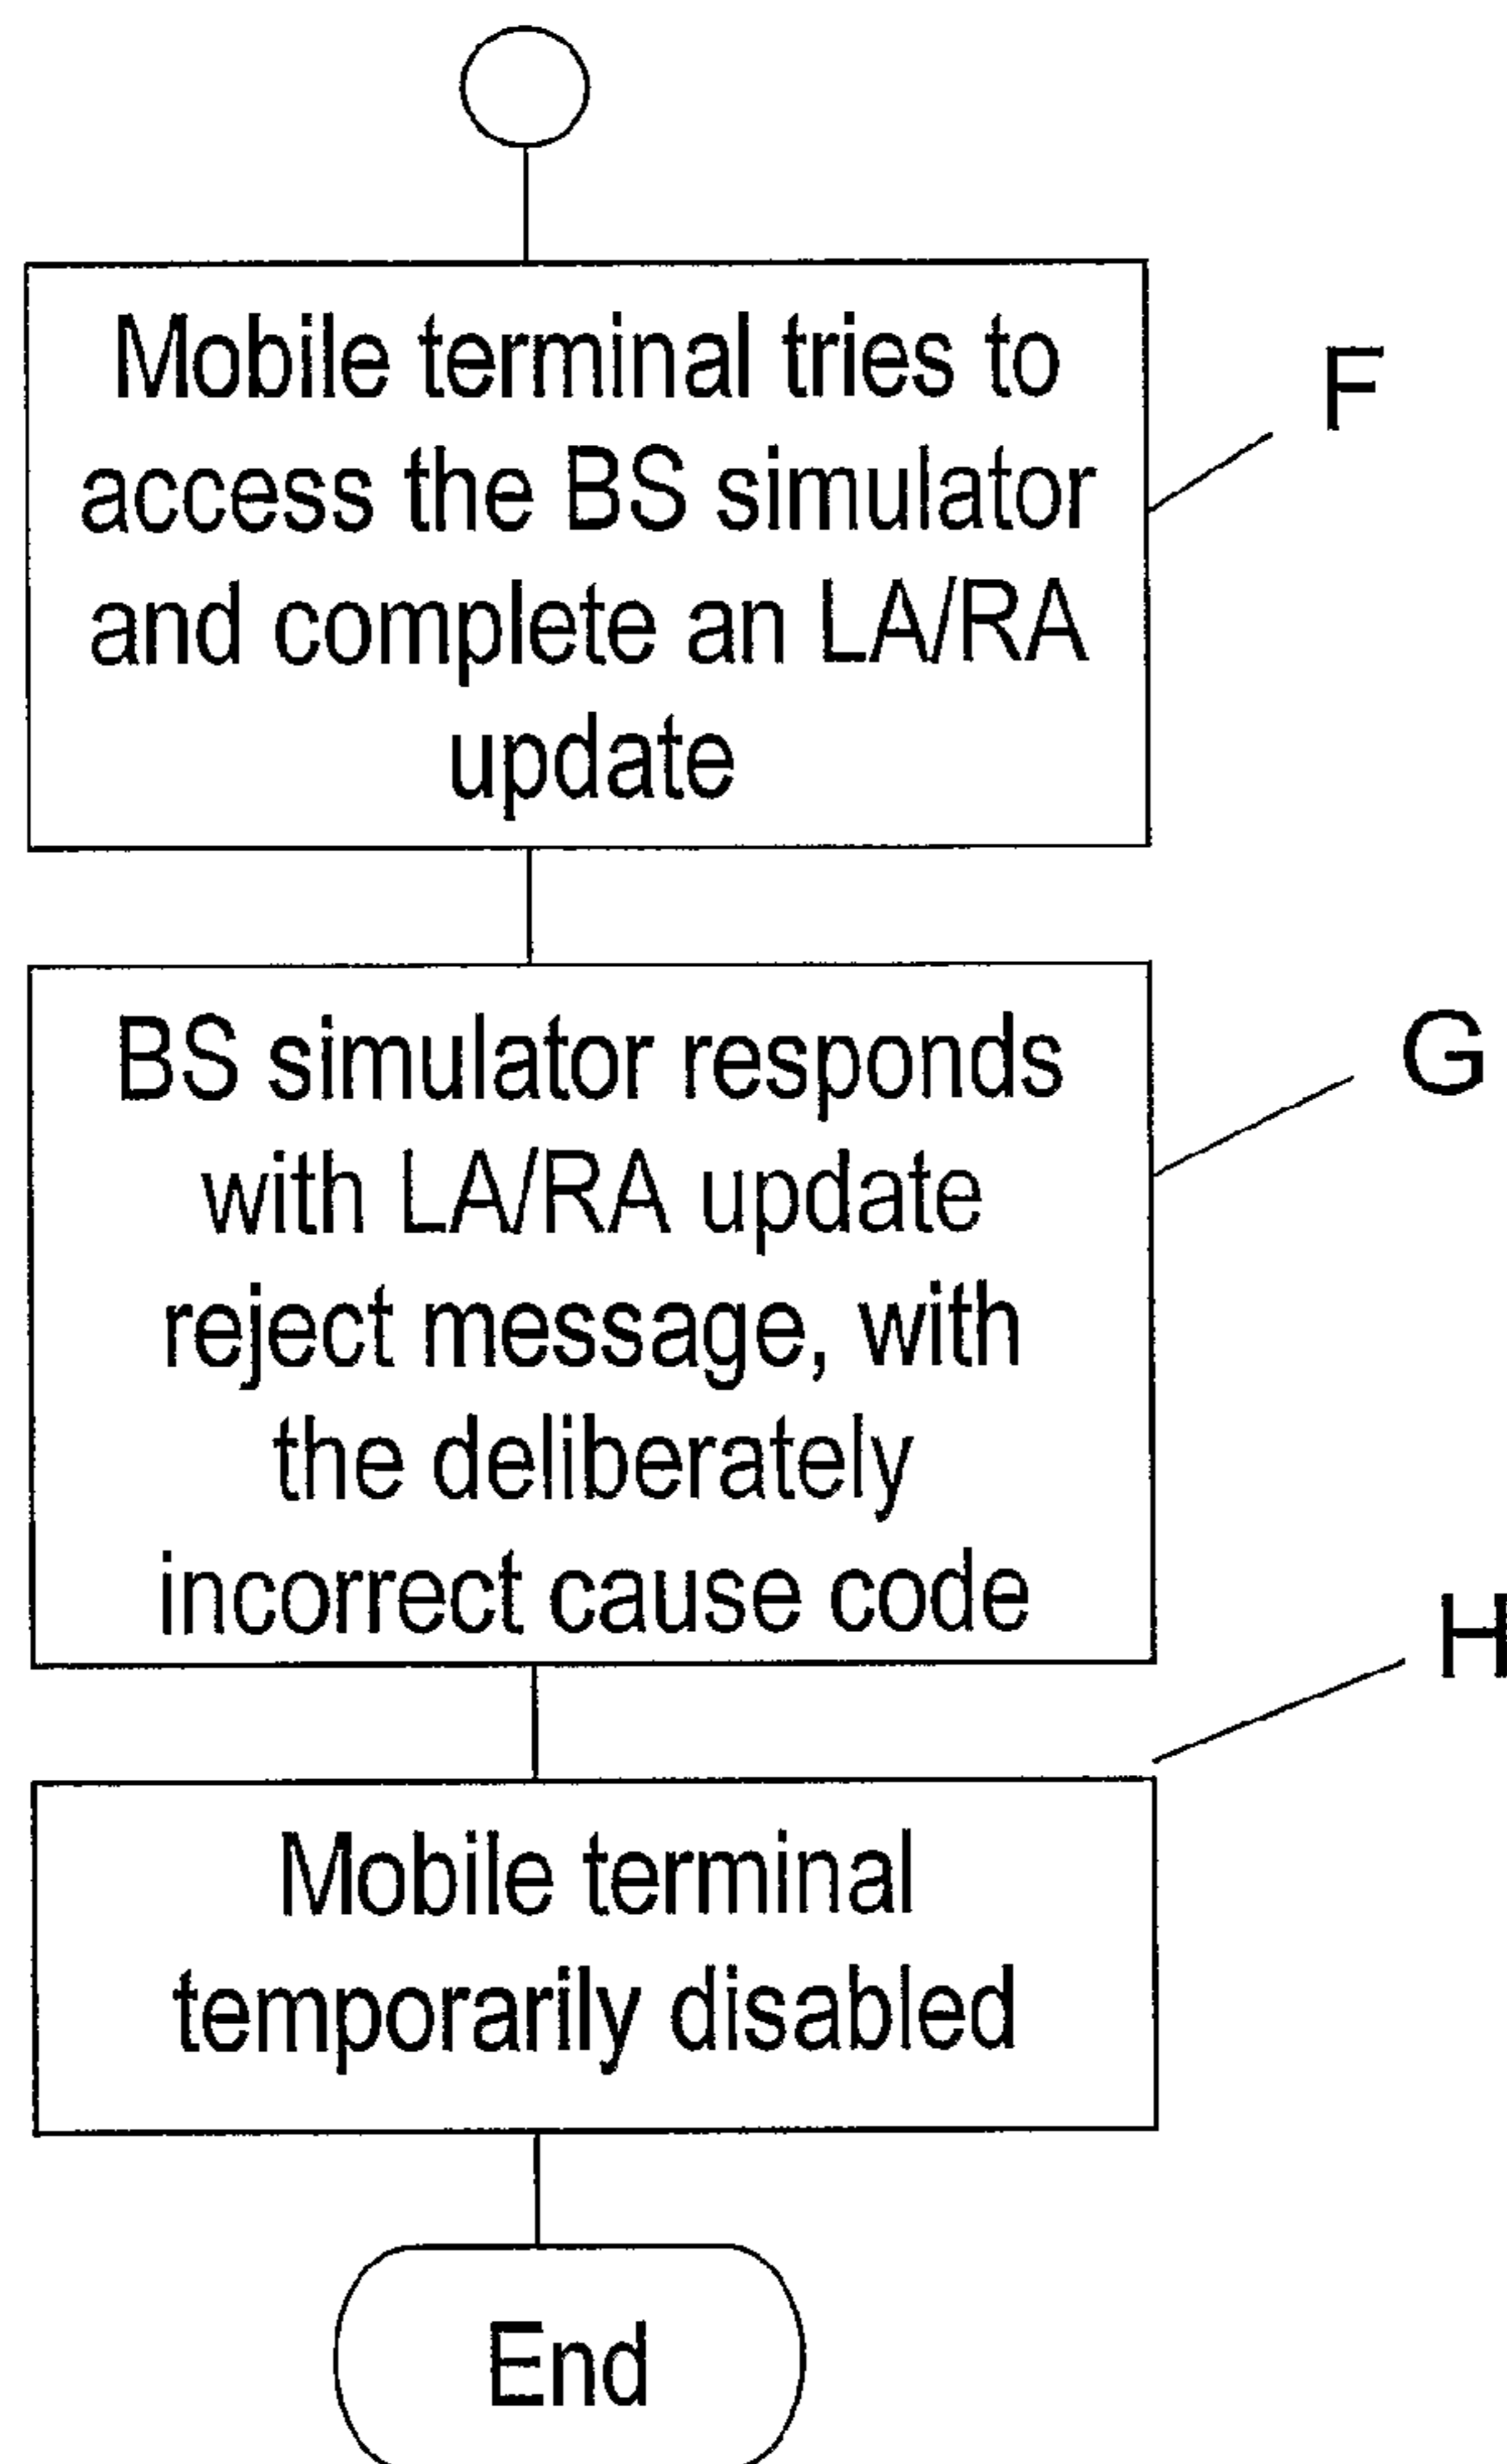 Mobile terminal tries to
access the BS simulator
and complete an LA/RA
update
F
BS simulator responds
with LA/RA update
reject message, with
the deliberately
incorrect cause code
G
Mobile terminal
temporarily disabled
H
End